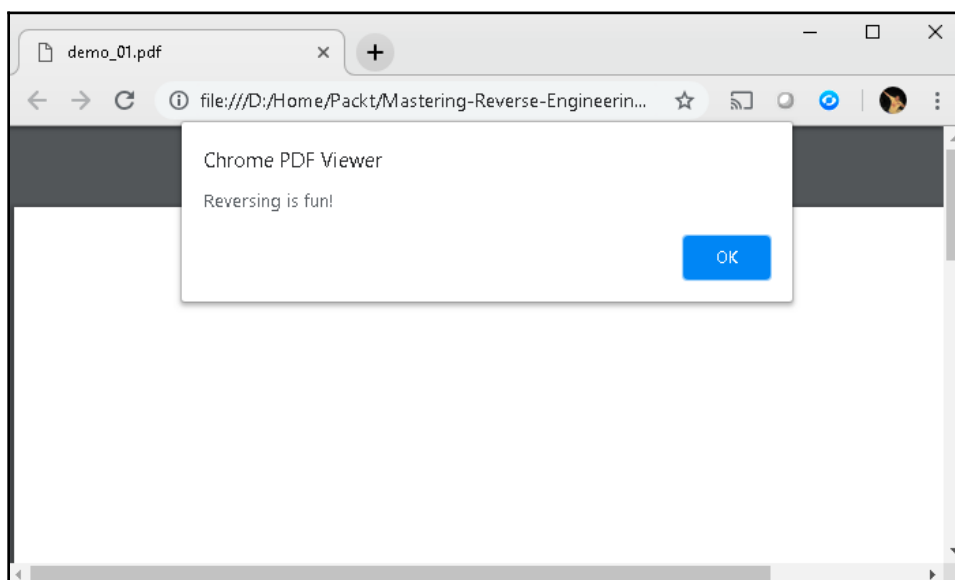 demo_01.pdf
file:///D:/Home/Packt/Mastering-Reverse-Engineerin...
Chrome PDF Viewer
Reversing is fun!
OK